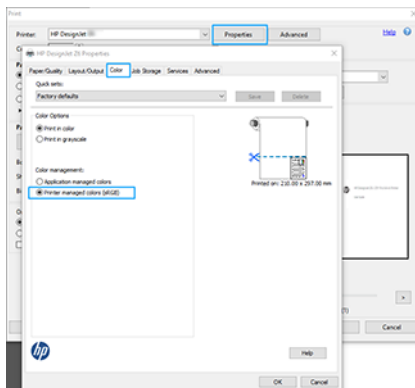 Print
Printer: HP DesignJet
Properties
Advanced
Help
HP DesignJet Z6 Properties
Paper/Quality Layout/Output Color Job Storage Services Advanced
Quick sets:
Factory defaults
Save
Delete
Color Options
Print in color
Print in grayscale
Color management:
Application managed colors
Printer managed colors (sRGB)
Printed on: 210.00 x 297.00 mm
hp
Help
OK
Cancel
Cancel